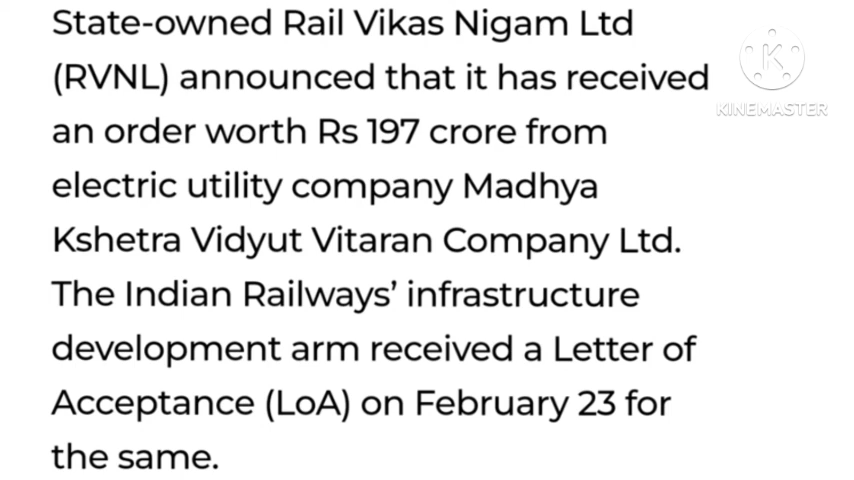 State-owned Rail Vikas Nigam Ltd
(RVNL) announced that it has received
an order worth Rs 197 crore from
electric utility company Madhya
Kshetra Vidyut Vitaran Company Ltd.
The Indian Railways’ infrastructure
development arm received a Letter of
Acceptance (LoA) on February 23 for
the same.
K
KINEMASTER